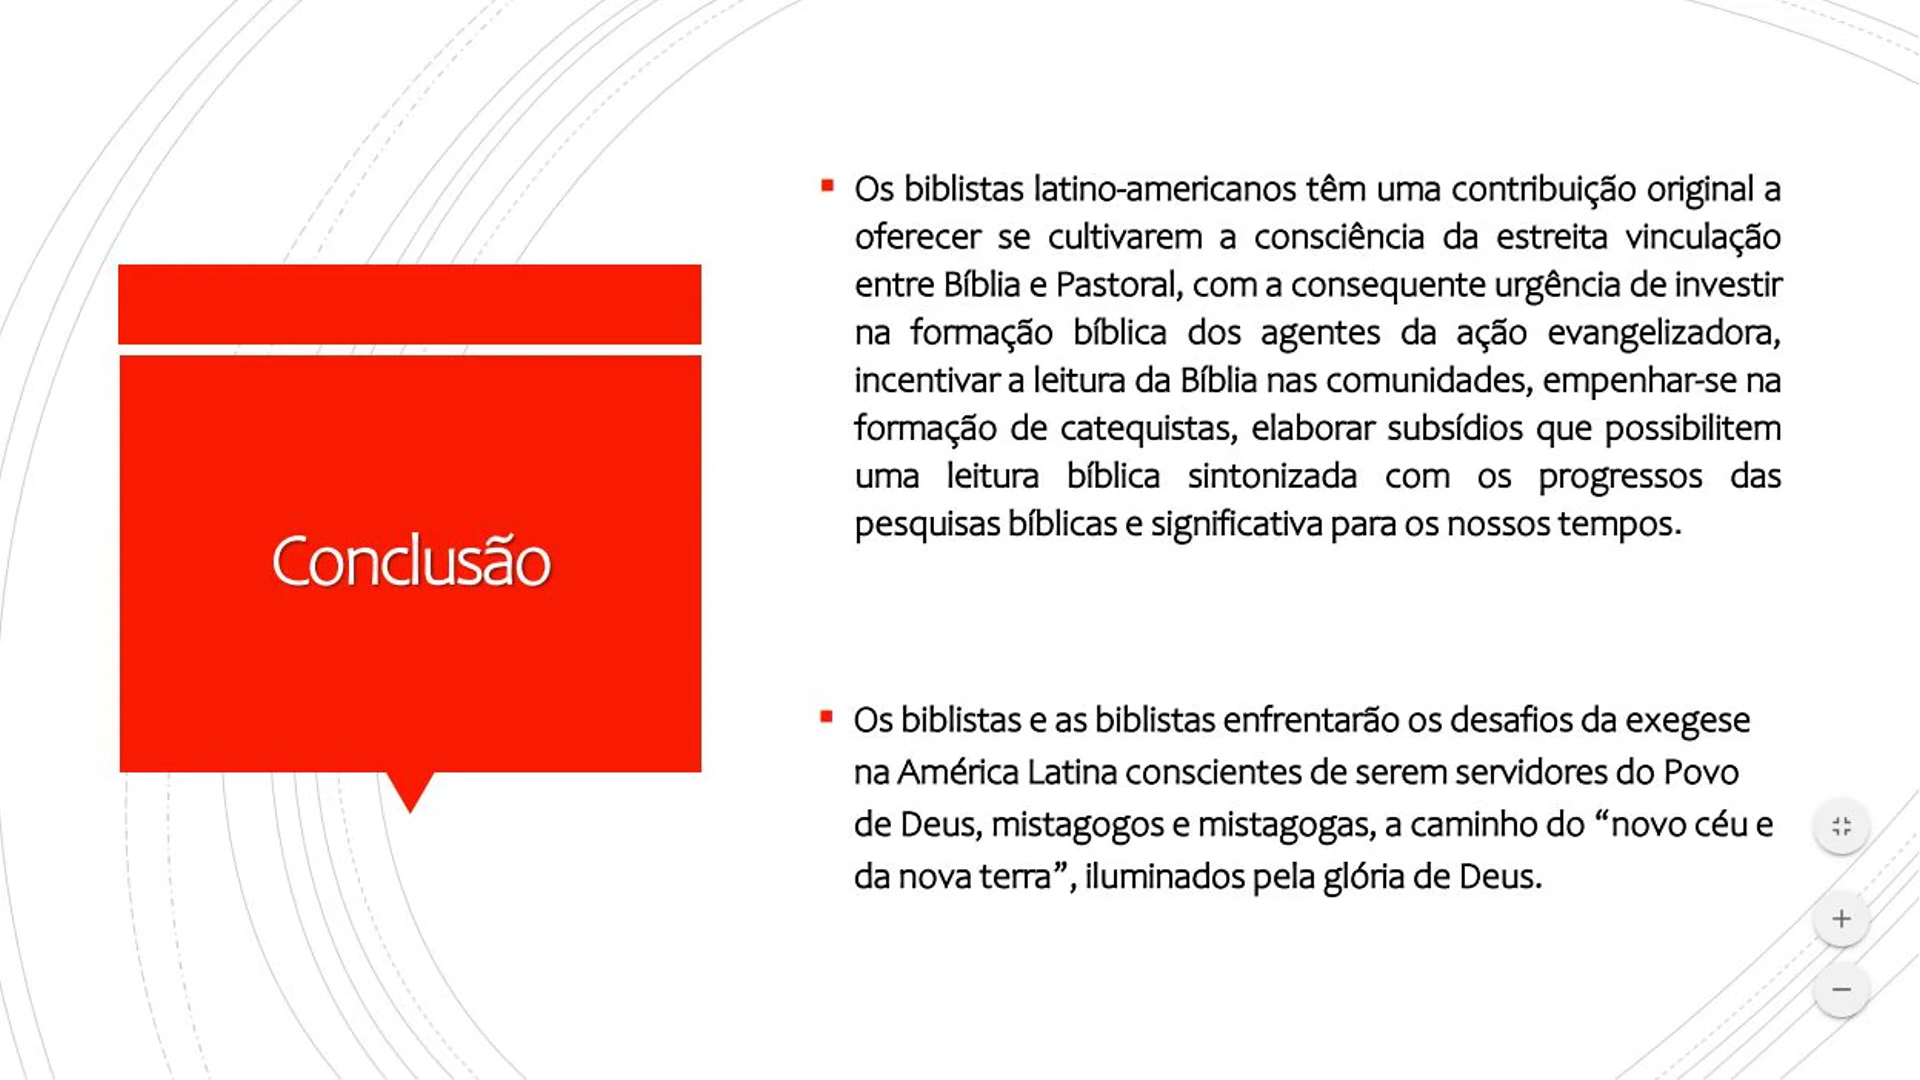 Conclusão
Os biblistas latino-americanos têm uma contribuição original a
oferecer se cultivarem a consciência da estreita vinculação
entre Bíblia e Pastoral, com a consequente urgência de investir
na formação bíblica dos agentes da ação evangelizadora,
incentivar a leitura da Bíblia nas comunidades, empenhar-se na
formação de catequistas, elaborar subsídios que possibilitem
uma leitura bíblica sintonizada com os progressos das
pesquisas bíblicas e significativa para os nossos tempos.
Os biblistas e as biblistas enfrentarão os desafios da exegese
na América Latina conscientes de serem servidores do Povo
de Deus, mistagogos e mistagogas, a caminho do “novo céu e
da nova terra”, iluminados pela glória de Deus.